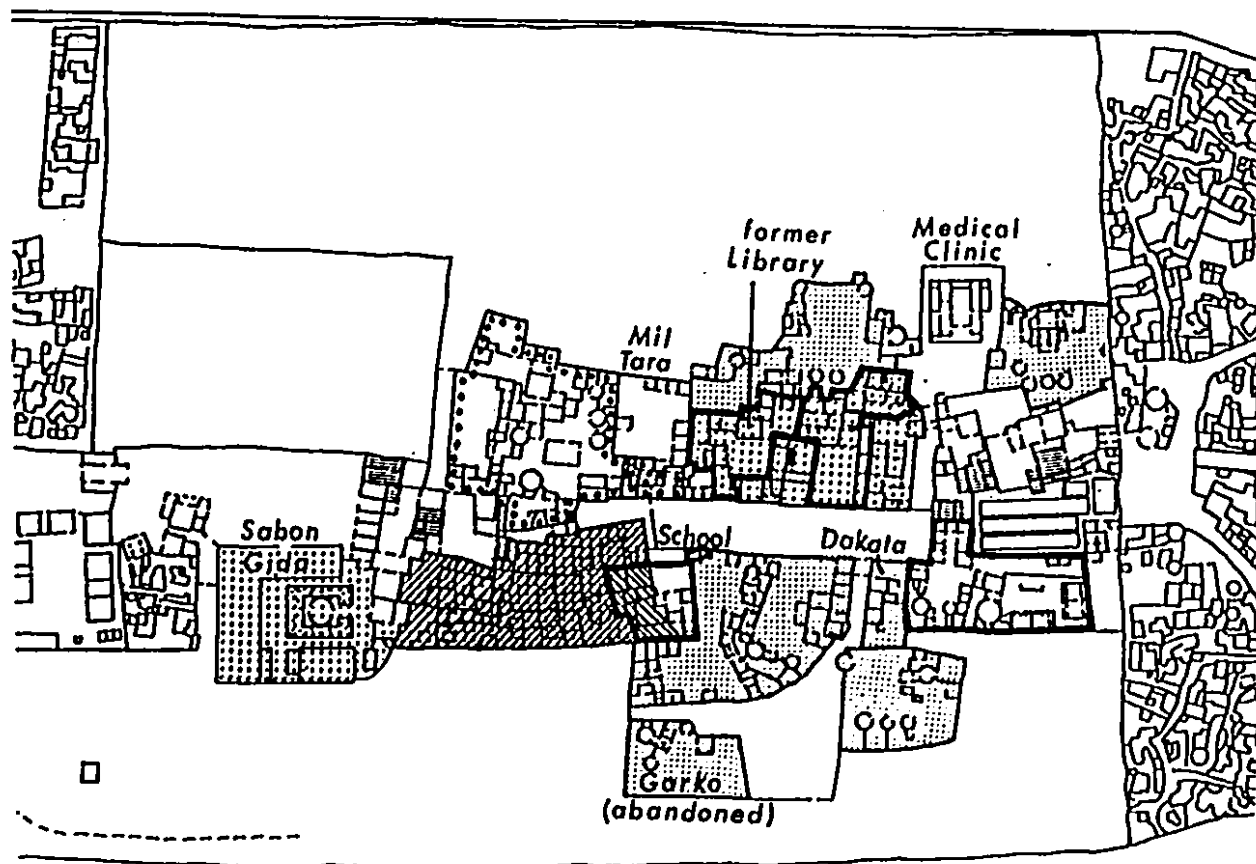 former
Library
Medical
Clinic
Mil
Tara
Sabon
Gida
School
Dakata
Garko
(abandoned)